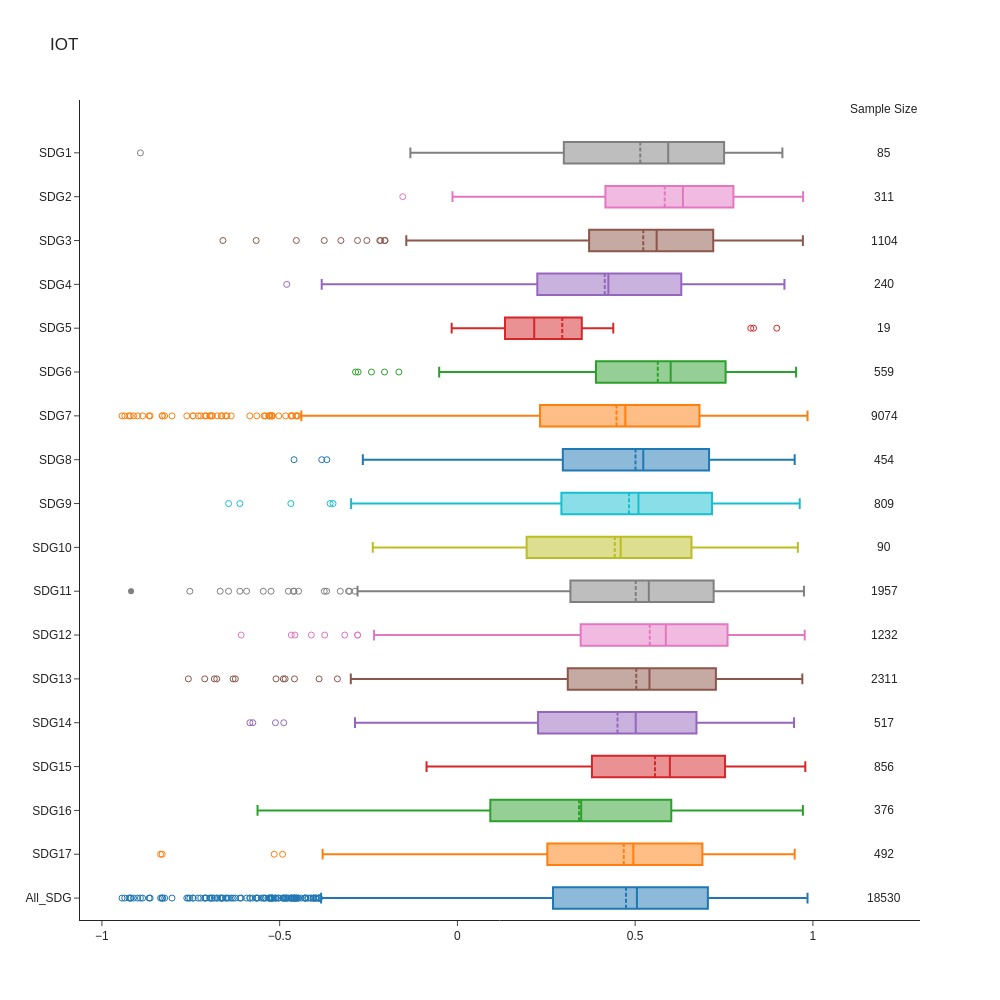 IOT
Sample Size
SDG1 85
SDG2 311
SDG3 1104
SDG4 240
SDG5 19
SDG6 559
SDG7 9074
SDG8 454
SDG9 809
SDG10 90
SDG11 1957
SDG12 1232
SDG13 2311
SDG14 517
SDG15 856
SDG16 376
SDG17 492
All_SDG 18530
−1 −0.5 0 0.5 1